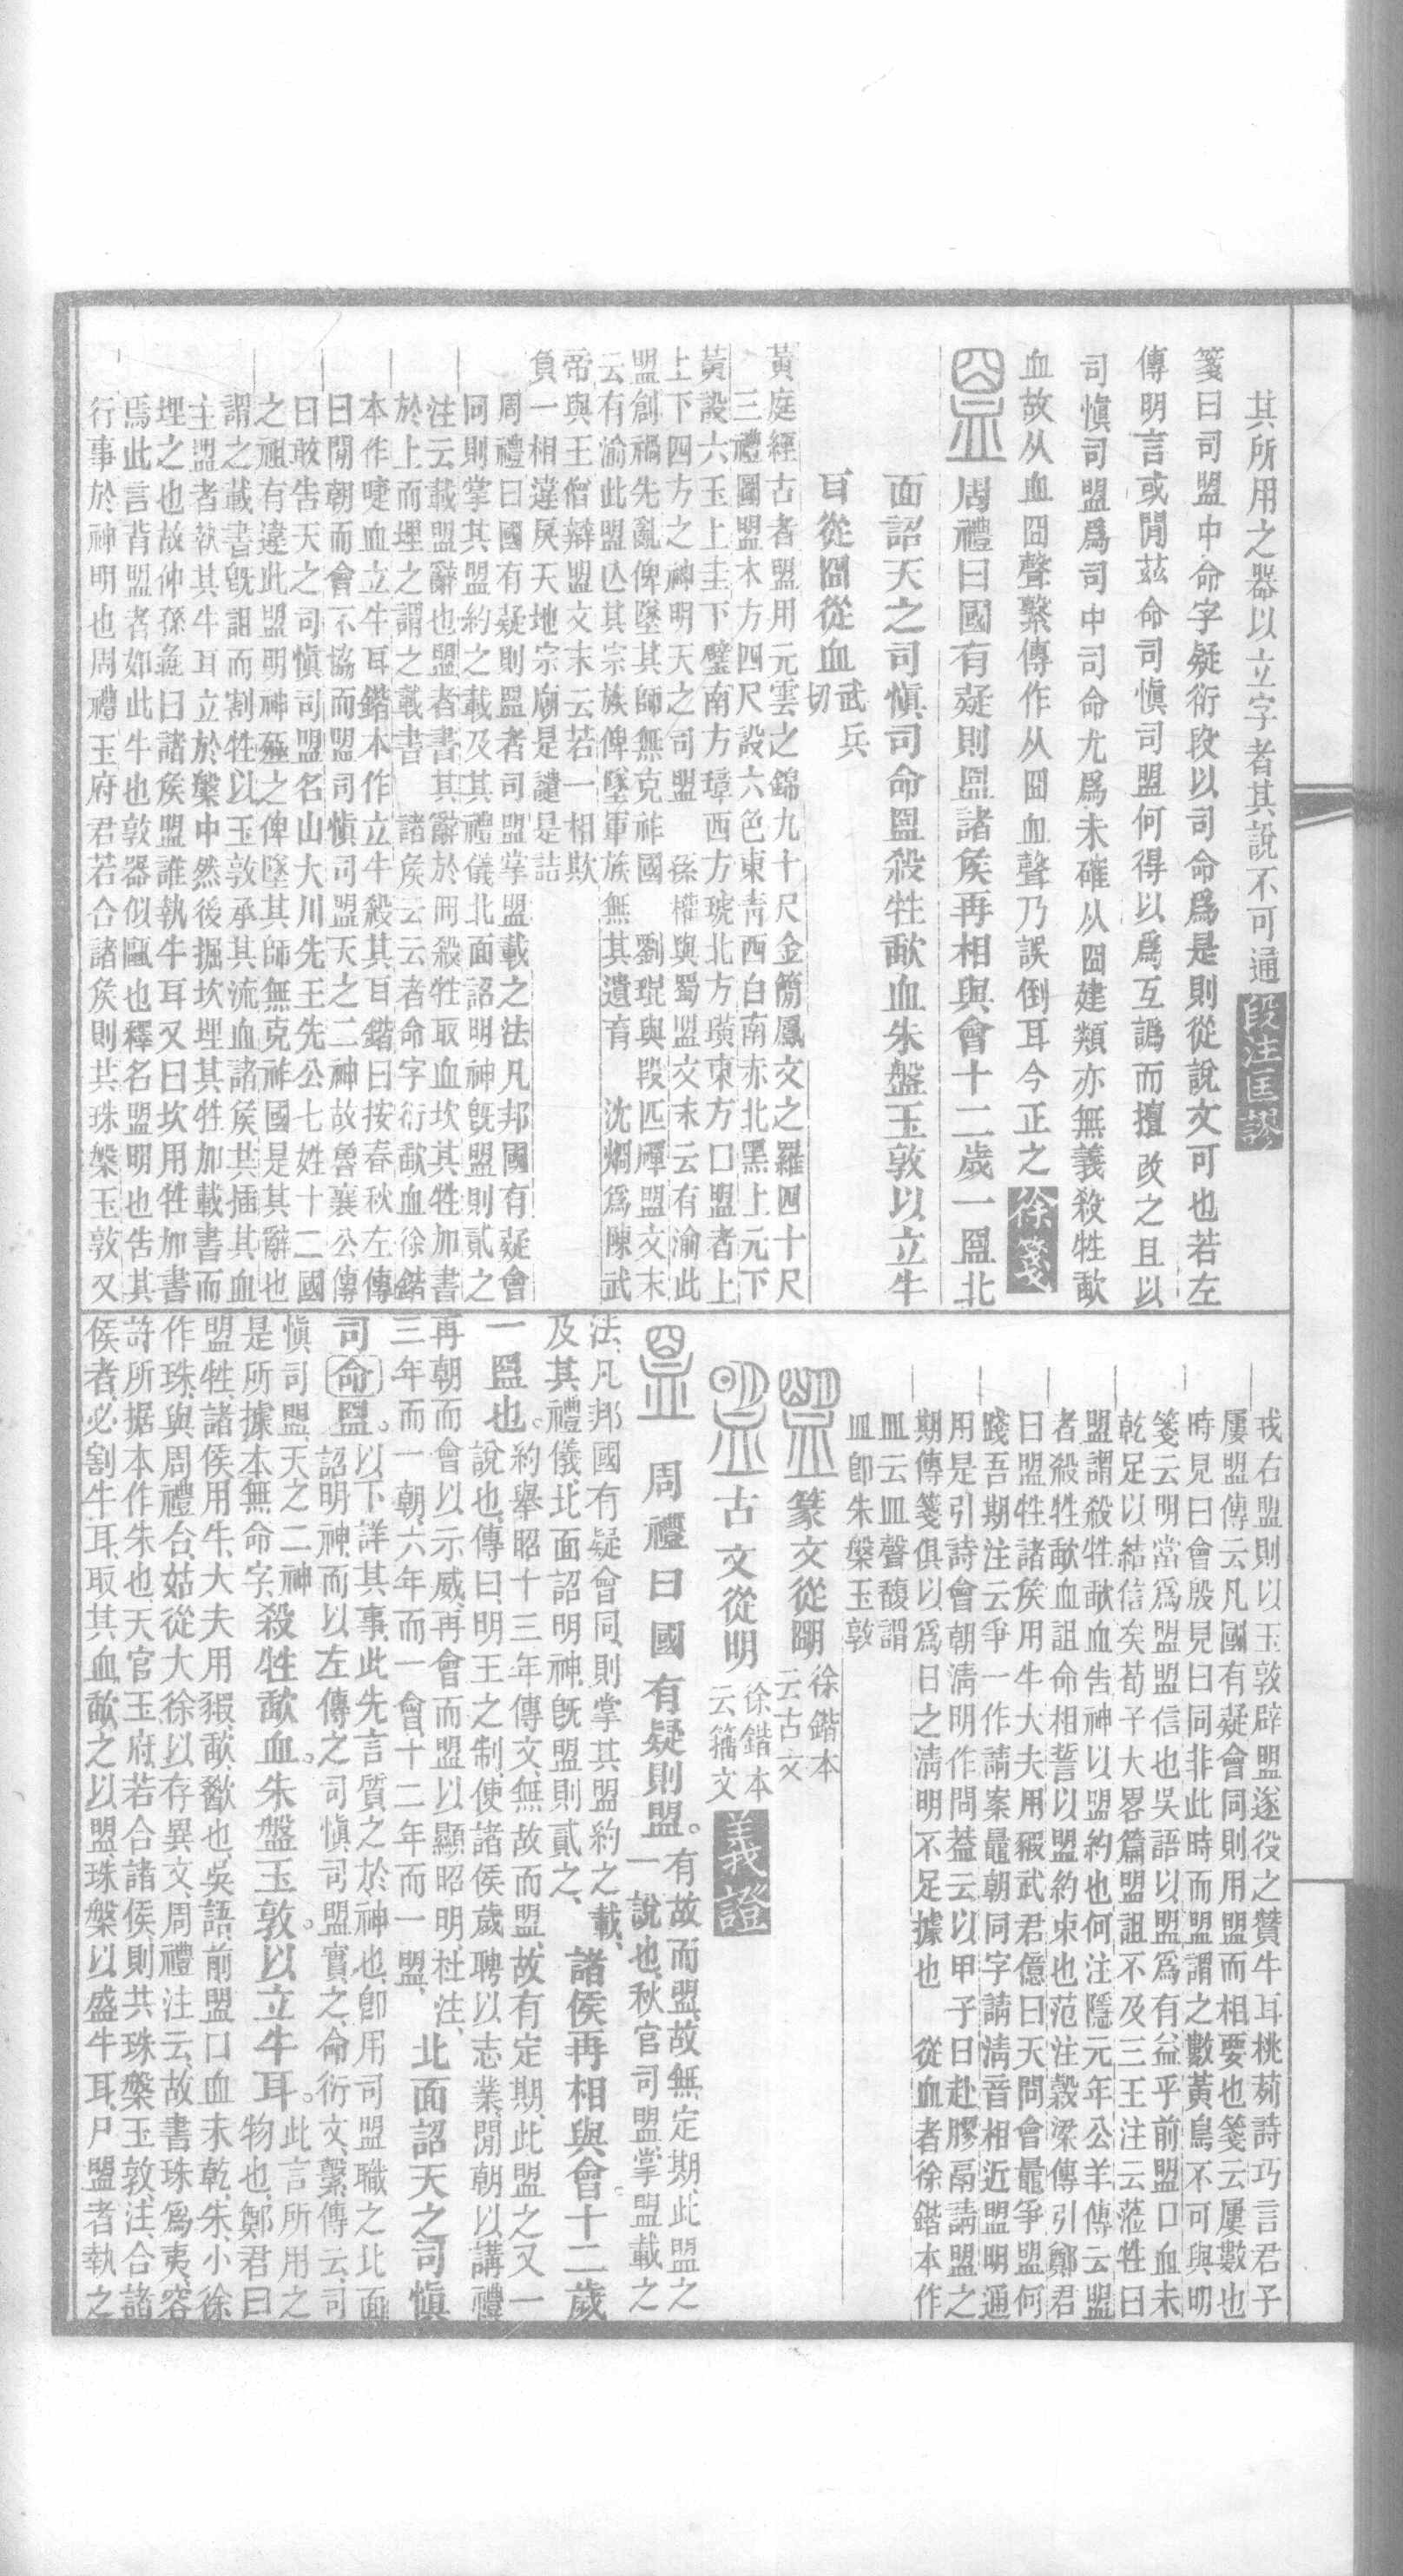 其所用之器以立字者其說不可通 段注匡謬
箋曰司盟中命字疑衍段以司命爲是則從說文可也若左
傳明言或閒茲命司愼司盟何得以爲互譌而擅改之且以
司愼司盟爲司中司命尤爲未確从囧建類亦無義殺牲歃
血故从血囧聲繫傳作从囧血聲乃誤倒耳今正之 徐箋
周禮曰國有疑則盟諸矦再相與會十二歲一盟北
面詔天之司愼司命盟殺牲歃血朱盤玉敦以立牛
耳從囧從血 武兵切
黃庭經古者盟用元雲之錦九十尺金簡鳳文之羅四十尺
三禮圖盟木方四尺設六色東靑西白南赤北黑上元下
黃設六玉上圭下璧南方璋西方琥北方璜東方口盟者上
上下四方之神明天之司盟 孫權與蜀盟文末云有渝此
盟創禍先亂俾墜其師無克祚國 劉琨與段匹磾盟文末
云有渝此盟亾其宗族俾墜軍族無其遺育 沈烱爲陳武
帝與王僧辯盟文末云若一相欺
負一相違戾天地宗廟是譴是詰
周禮曰國有疑則盟者司盟掌盟載之法凡邦國有疑會
同則掌其盟約之載及其禮儀北面詔明神旣盟則貳之
注云載盟辭也盟者書其辭於冊殺牲取血坎其牲加書
於上而埋之謂之載書 諸矦云云者命字衍歃血徐鍇
本作啑血立牛耳鍇本作立牛殺其耳鍇曰按春秋左傳
曰閒朝而會不協而盟司愼司盟天之二神故魯襄公傳
曰敢告天之司愼司盟名山大川先王先公七姓十二國
之祖有違此盟明神殛之俾墜其師無克祚國是其辭也
謂之載書旣詛而割牲以玉敦承其流血諸矦共插其血
主盟者執其牛耳立於槃中然後掘坎埋其牲加載書而
埋之也故仲孫彘曰諸矦盟誰執牛耳又曰坎用牲加書
焉此言背盟者如此牛也敦器似甌也釋名盟明也告其
行事於神明也周禮玉府君若合諸矦則共珠槃玉敦又
戎右盟則以玉敦辟盟遂役之贊牛耳桃茢詩巧言君子
屢盟傳云凡國有疑會同則用盟而相要也箋云屢數也
時見曰會殷見曰同非此時而盟謂之數黃鳥不可與明
箋云明當爲盟盟信也吳語以盟爲有益乎前盟口血未
乾足以結信矣荀子大畧篇盟詛不及三王注云蒞牲曰
盟謂殺牲歃血告神以盟約也何注隱元年公羊傳云盟
者殺牲歃血詛命相誓以盟約束也范注穀梁傳引鄭君
曰盟牲諸矦用牛大夫用豭武君億曰天問會鼂爭盟何
踐吾期注云爭一作請案鼂朝同字請淸音相近盟明通
用是引詩會朝淸明作問葢云以甲子日赴膠鬲請盟之
期傳箋俱以爲日之淸明不足據也 從血者徐鍇本作
皿云皿聲馥謂
皿卽朱槃玉敦
篆文從朙 徐鍇本云古文
古文從明 徐鍇本云籒文 義證
周禮曰國有疑則盟。有故而盟、故無定期、此盟之
一說也、秋官司盟掌盟載之
法、凡邦國有疑會同、則掌其盟約之載、
及其禮儀、北面詔明神、旣盟則貳之、諸侯再相與會。十二歲
一盟也。約舉昭十三年傳文、無故而盟、故有定期、此盟之又一
說也、傳曰、明王之制、使諸侯歲聘以志業、閒朝以講禮
再朝而會以示威、再會而盟以顯昭明、杜注、
三年而一朝、六年而一會、十二年而一盟、北面詔天之司愼
司命盟。以下詳其事、此先言質之於神也、卽用司盟職之北面
詔明神、而以左傳之司愼司盟實之、命衍文、繫傳云、司
愼司盟、天之二神、
是所據本無命字、殺牲歃血。朱盤玉敦。以立牛耳。此言所用之
物也、鄭君曰
盟牲、諸侯用牛、大夫用豭、歃、歠也、吳語、前盟口血未乾、朱、小徐
作珠、與周禮合、姑從大徐以存異文、周禮注云、故書珠爲夷、容
許所据本作朱也、天官玉府、若合諸侯、則共珠槃玉敦、注、合諸
侯者、必割牛耳、取其血、歃之以盟、珠槃以盛牛耳、尸盟者執之